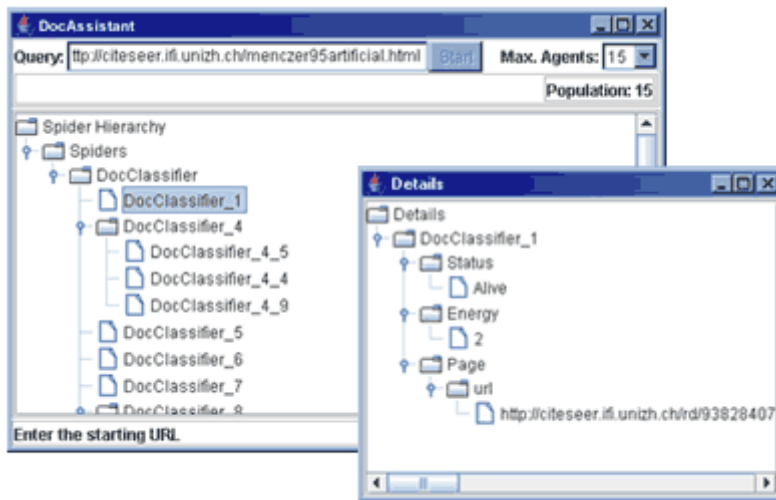 DocAssistant
Query: ttp://citeseer.ifi.unizh.ch/menczer95artificial.html Start Max. Agents: 15
Population: 15
Spider Hierarchy
Spiders
DocClassifier
DocClassifier_1
DocClassifier_4
DocClassifier_4_5
DocClassifier_4_4
DocClassifier_4_9
DocClassifier_5
DocClassifier_6
DocClassifier_7
DocClassifier_8
Enter the starting URL
Details
Details
DocClassifier_1
Status
Alive
Energy
2
Page
url
http://citeseer.ifi.unizh.ch/rd/93828407